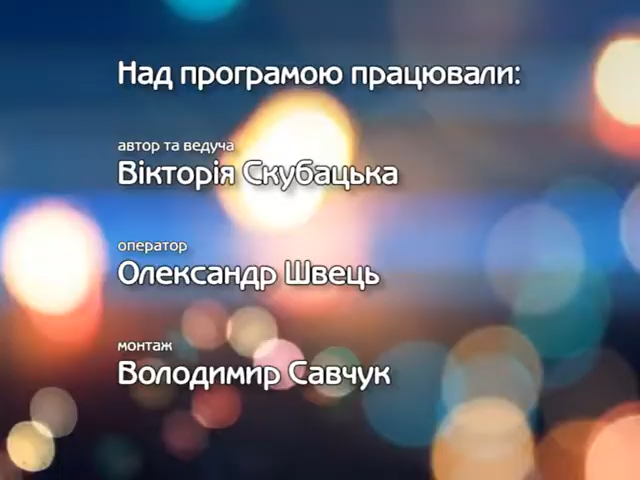 Над програмою працювали:
автор та ведуча
Вікторія Скубацька
оператор
Олександр Швець
монтаж
Володимир Савчук